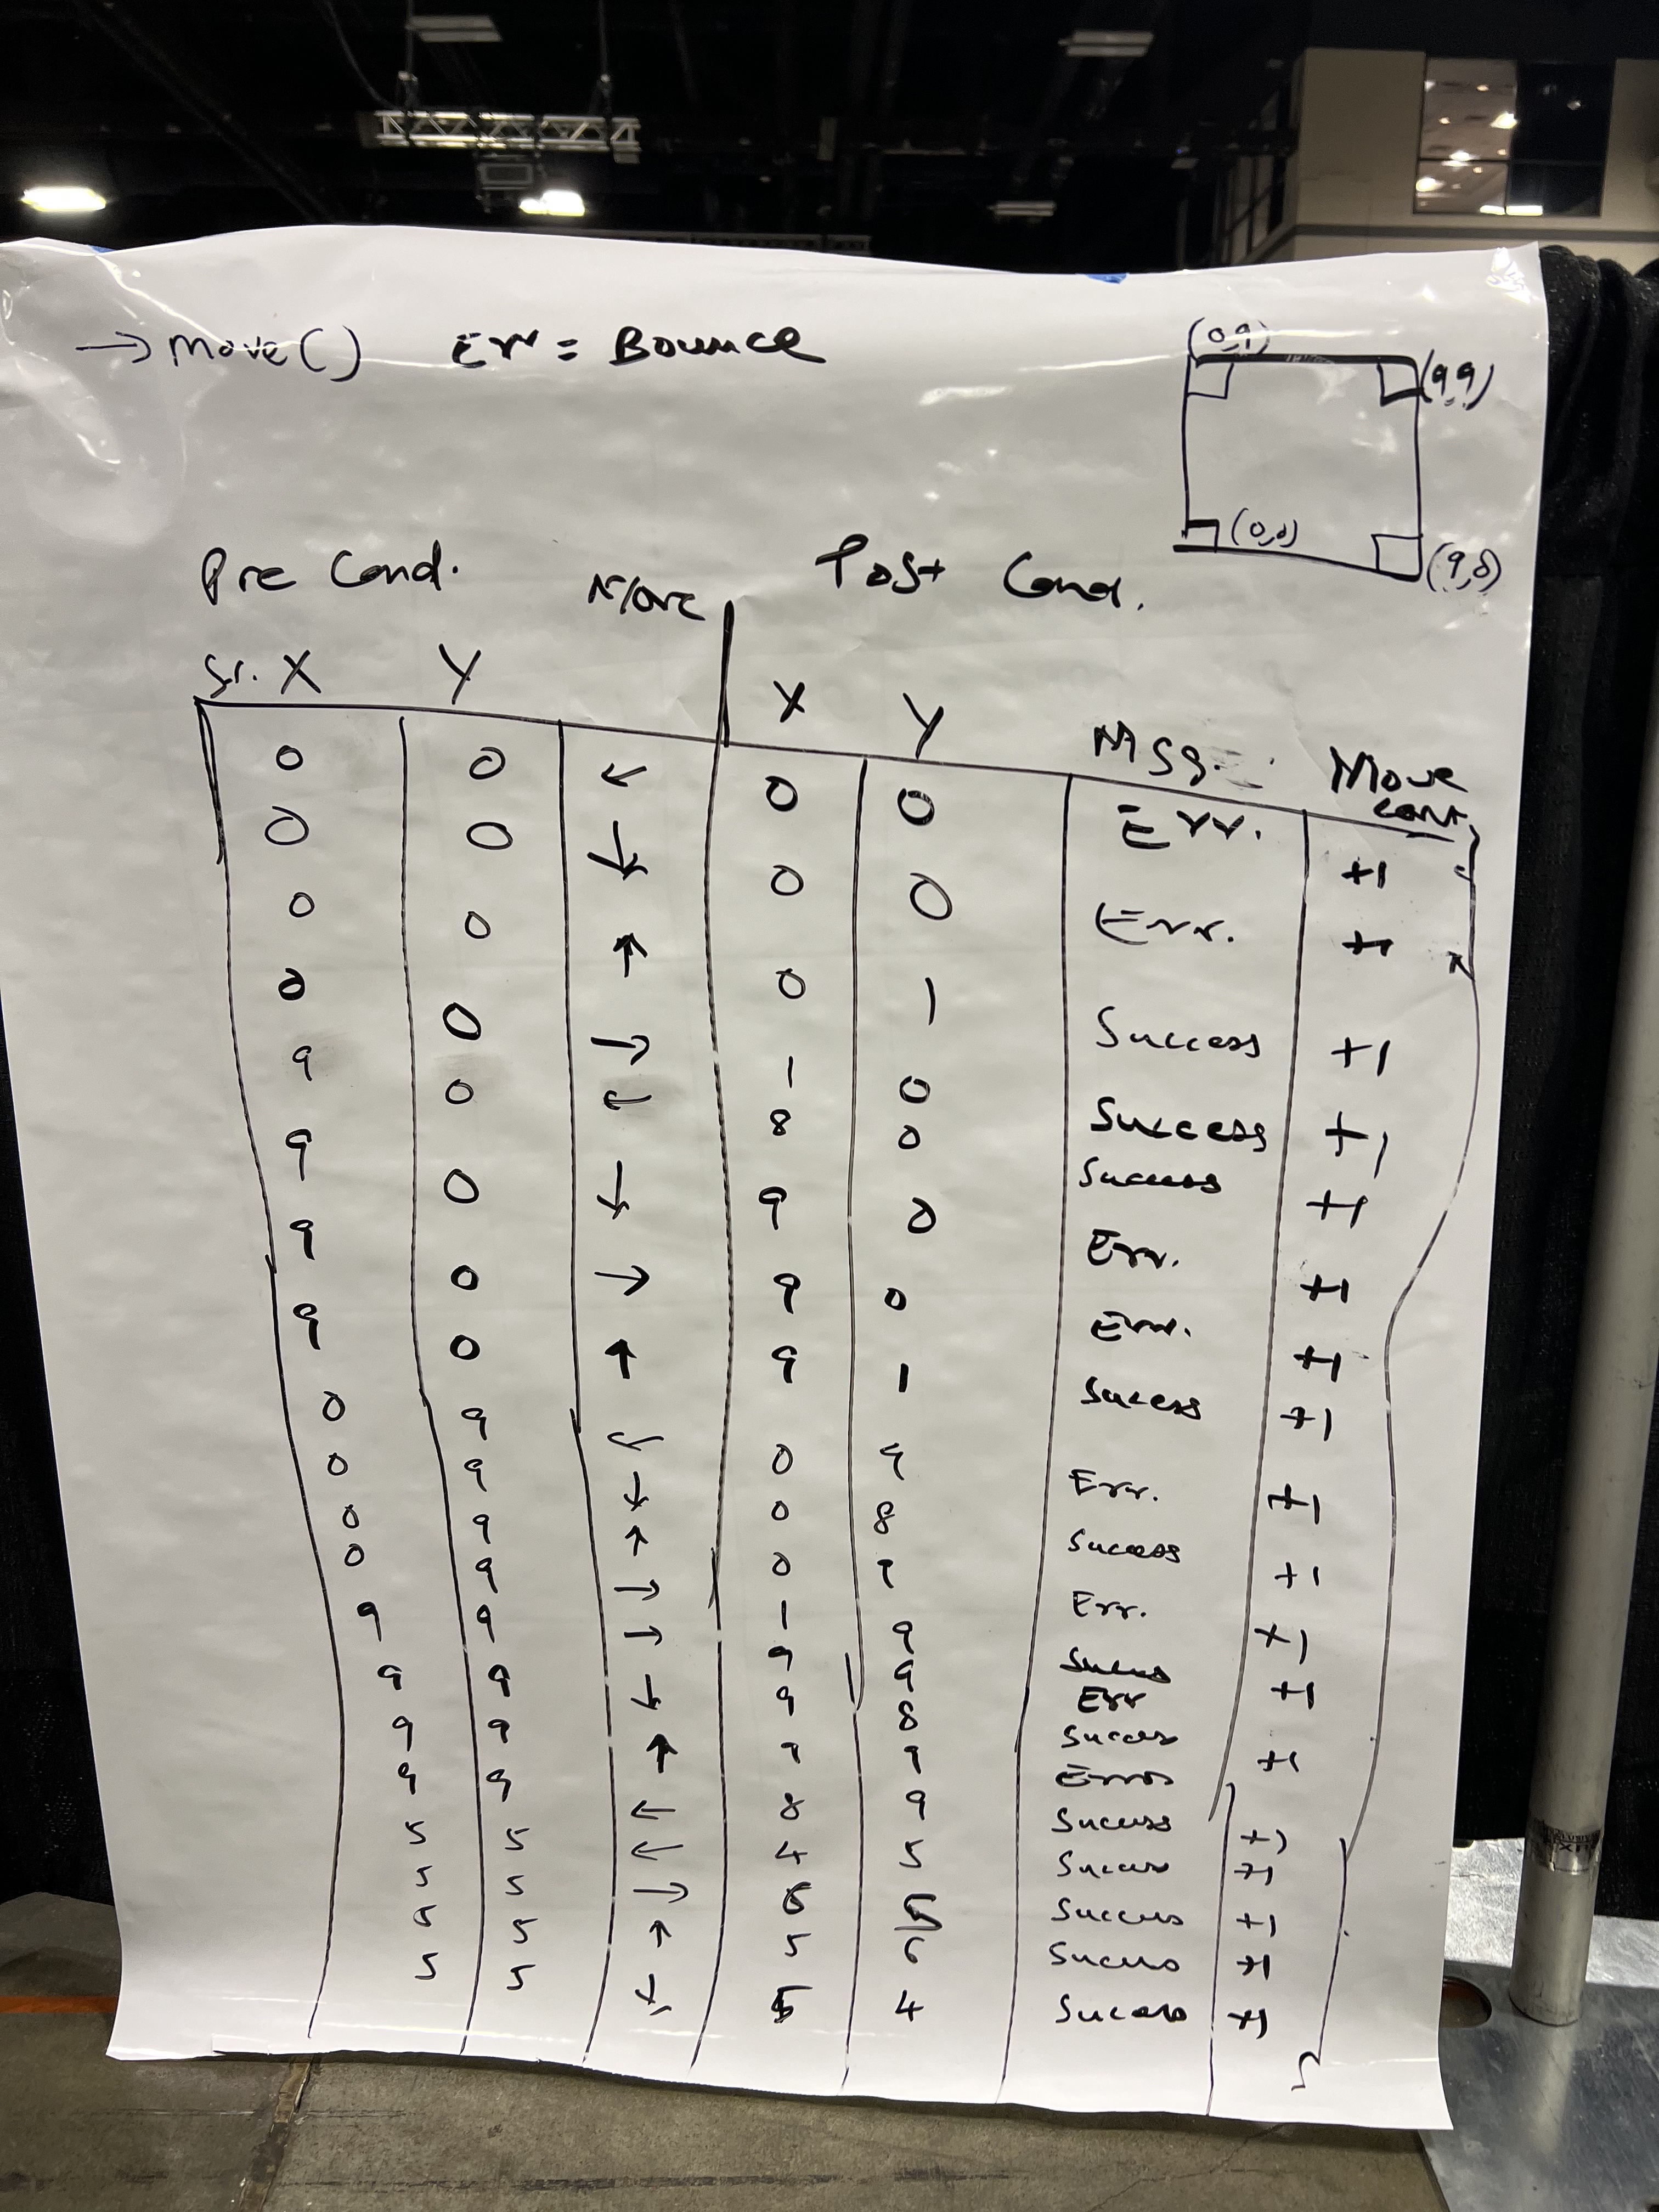 → move() Err = Bounce
(0,9)
(9,9)
(0,0)
(9,0)
Pre Cond. Move Post Cond.
Sr. X Y X Y Msg. Move
0 0 ← 0 0 Err. +1
0 0 ↓ 0 0 Err. +1
0 0 ↑ 0 1 Success +1
0 0 → 1 0 Success +1
9 0 ← 8 0 Success +1
9 0 ↓ 9 0 Err. +1
9 0 → 9 0 Err. +1
9 0 ↑ 9 1 Sucess +1
0 9 ← 0 9 Err. +1
0 9 ↓ 0 8 Success +1
0 9 ↑ 0 9 Err. +1
0 9 → 1 9 +1
9 9 → 9 9 Err +1
9 9 ↓ 9 8 Success
9 9 ↑ 9 9 Error
9 9 ← 8 9 Sucess +1
5 5 ← 4 5 Success +1
5 5 → 6 5 Success +1
5 5 ↑ 5 6 Success +1
5 5 ↓ 5 4 Sucess +1